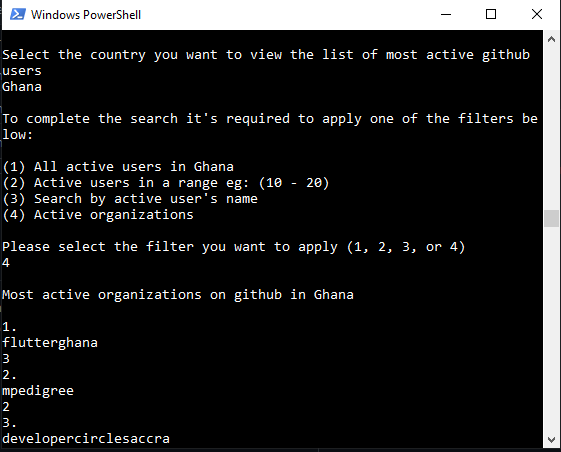 Windows PowerShell
Select the country you want to view the list of most active github
users
Ghana
To complete the search it's required to apply one of the filters be
low:
(1) All active users in Ghana
(2) Active users in a range eg: (10 - 20)
(3) Search by active user's name
(4) Active organizations
Please select the filter you want to apply (1, 2, 3, or 4)
4
Most active organizations on github in Ghana
1.
flutterghana
3
2.
mpedigree
2
3.
developercirclesaccra